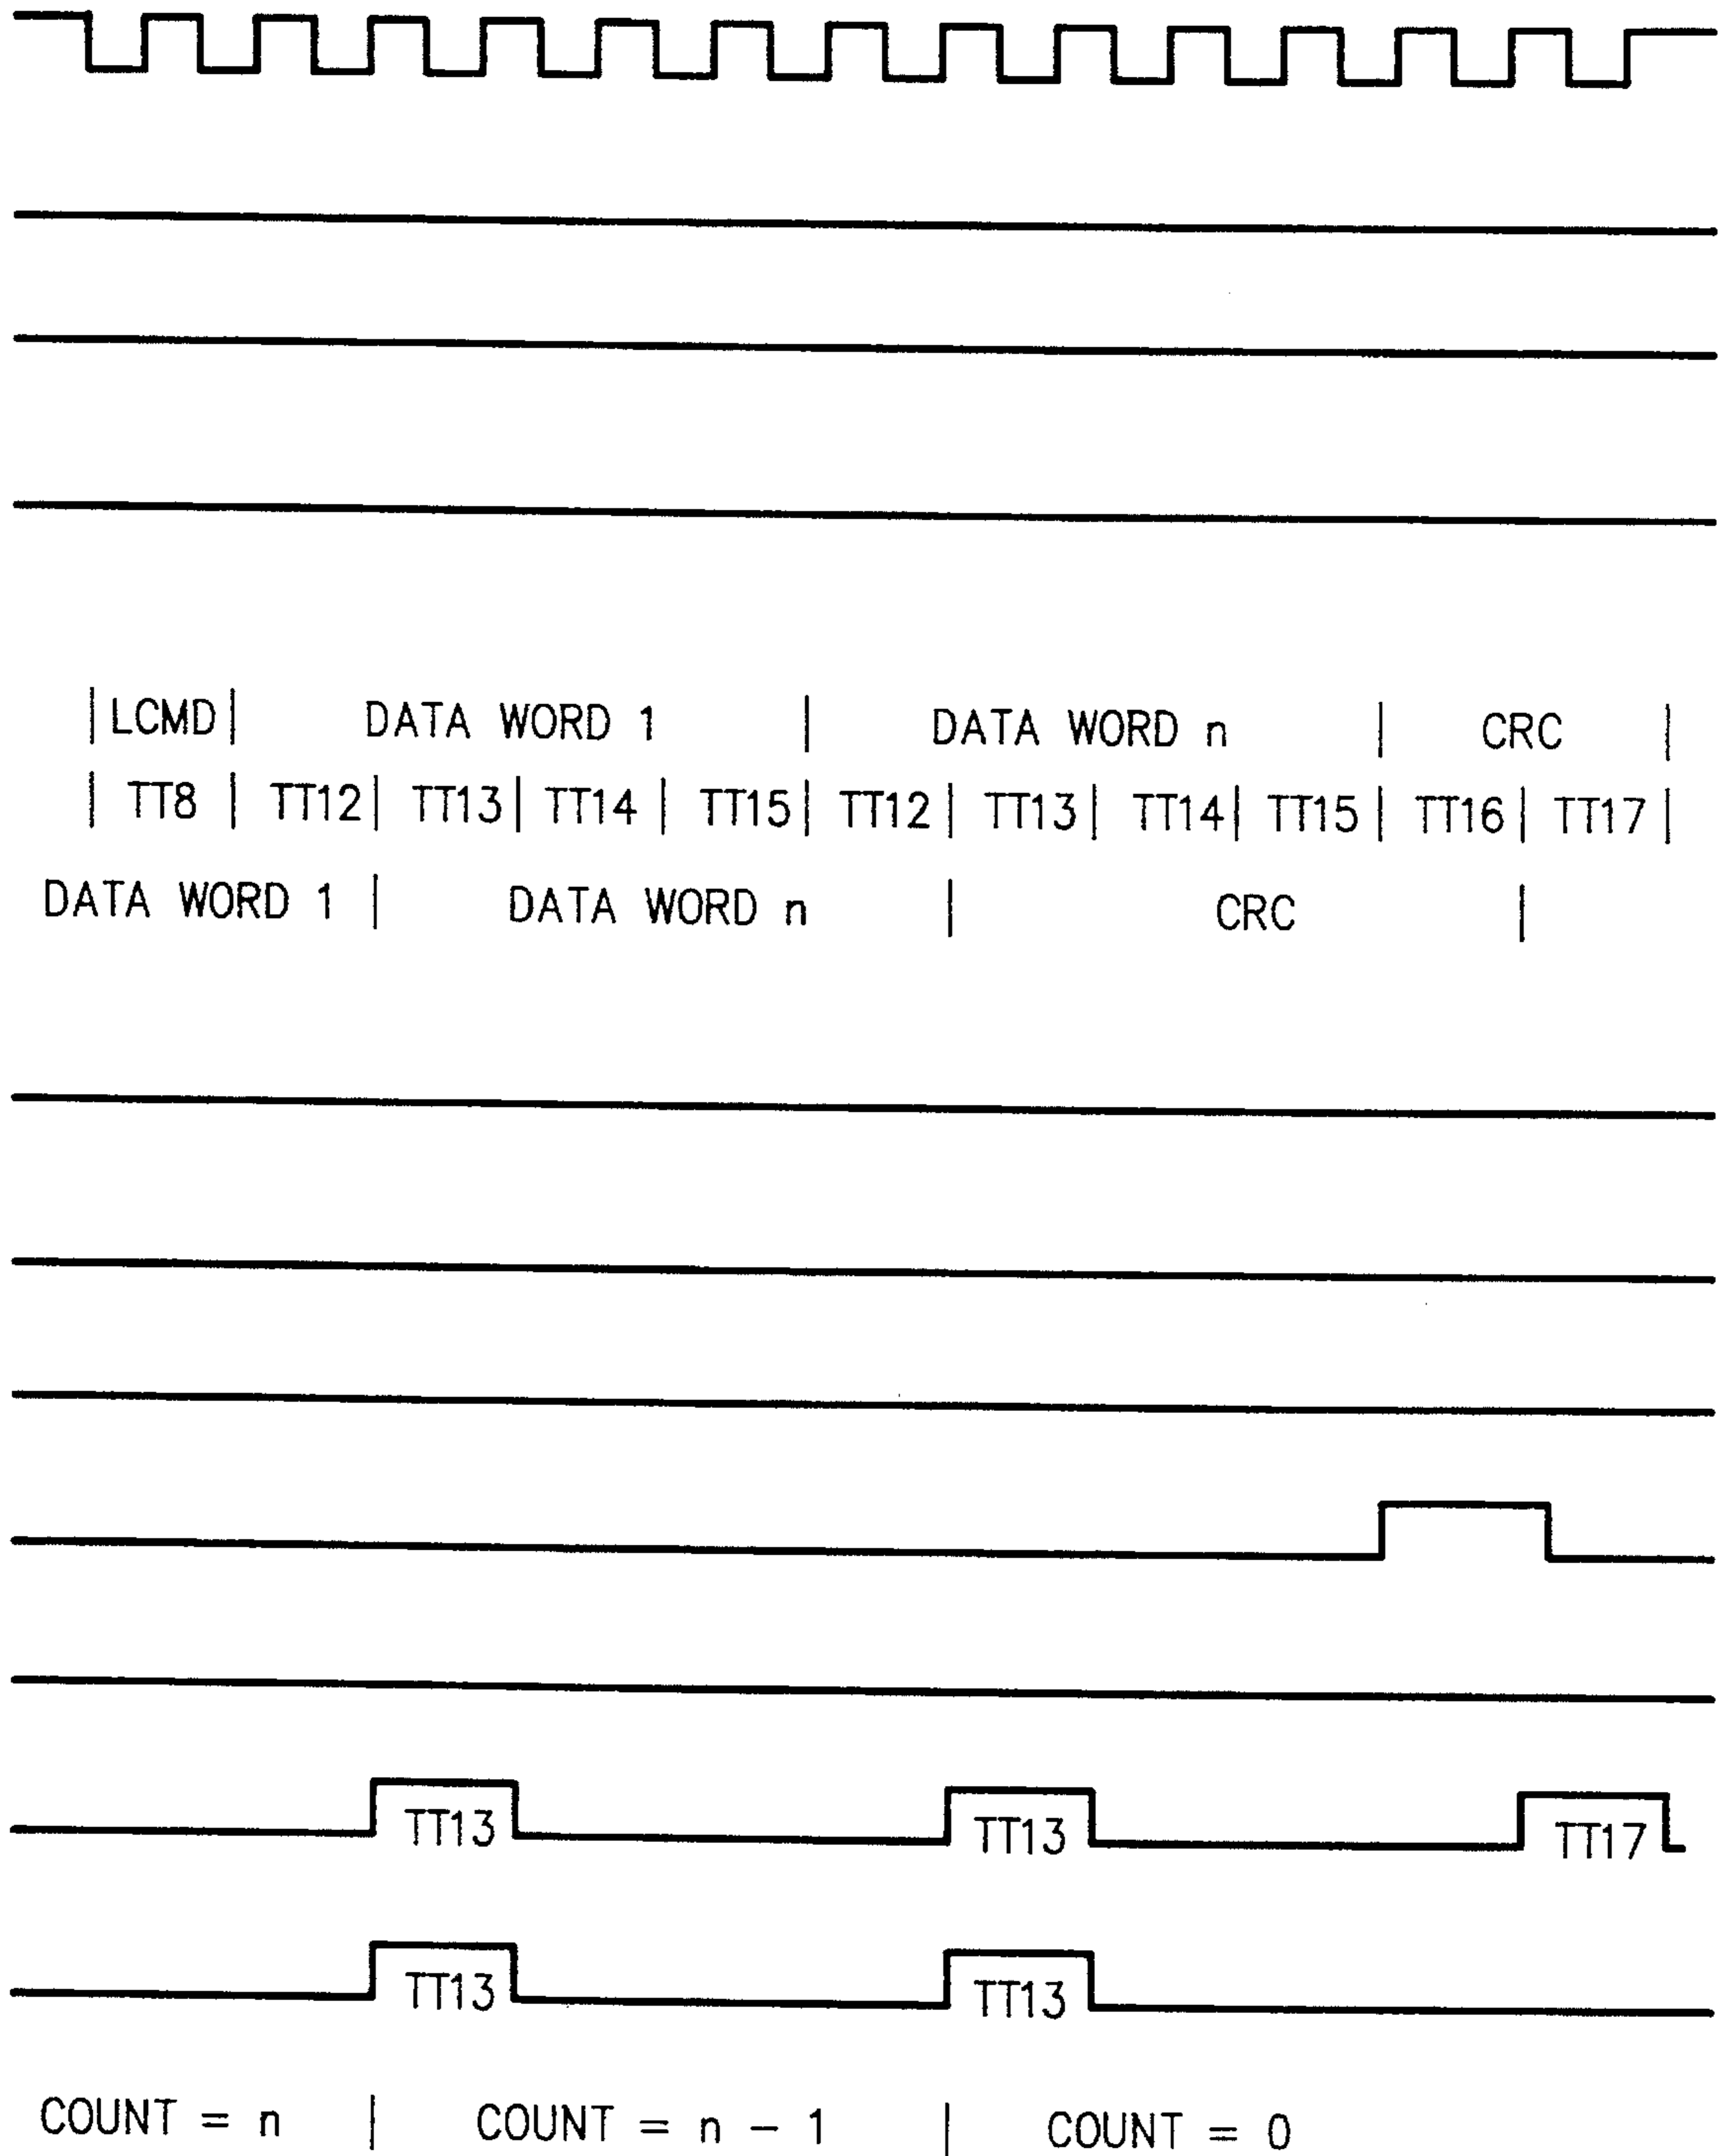 |LCMD| DATA WORD 1 | DATA WORD n | CRC |
| TT8 | TT12| TT13| TT14 | TT15| TT12| TT13| TT14| TT15| TT16| TT17|
DATA WORD 1 | DATA WORD n | CRC |
TT13 TT13 TT17
TT13 TT13
COUNT = n | COUNT = n – 1 | COUNT = 0